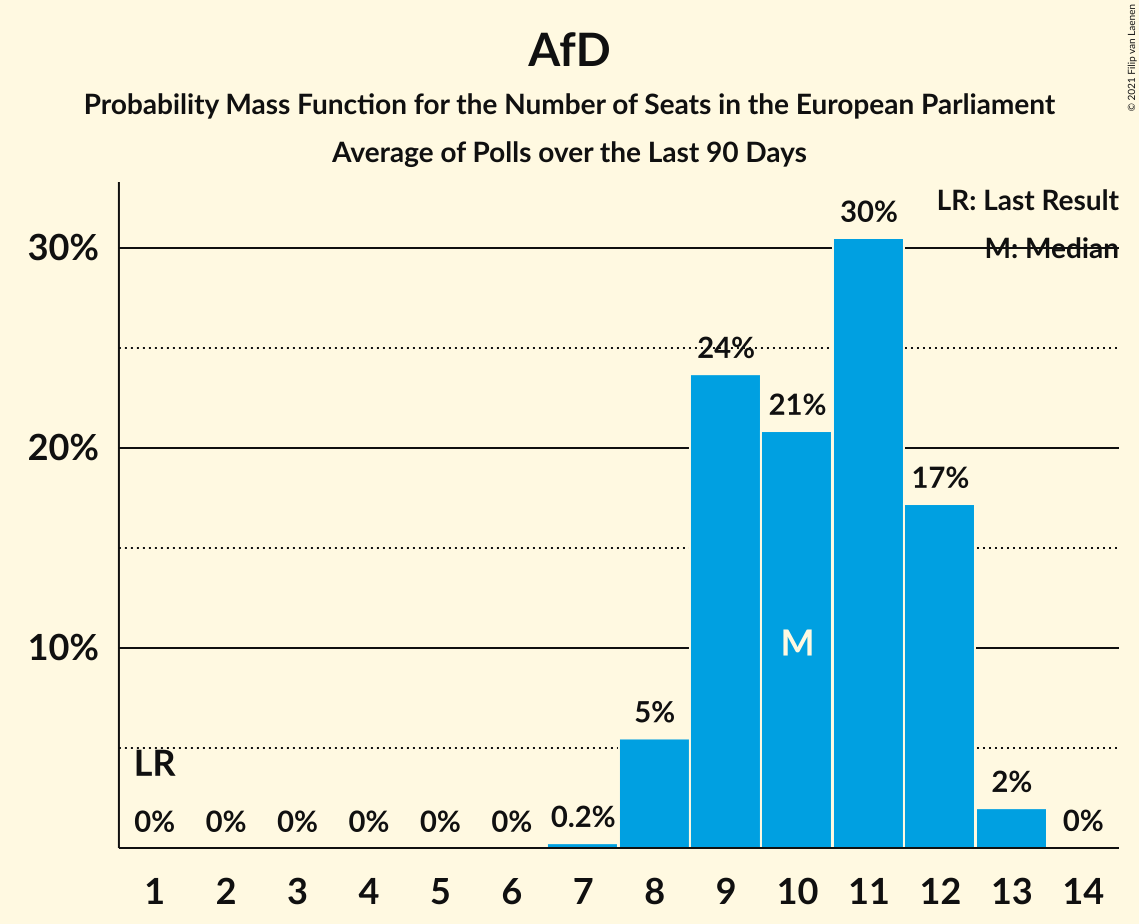 AfD
Probability Mass Function for the Number of Seats in the European Parliament
Average of Polls over the Last 90 Days
© 2021 Filip van Laenen
LR: Last Result
M: Median
30%
20%
10%
LR
0%
0%
0%
0%
0%
0%
0.2%
5%
24%
21%
30%
17%
2%
0%
M
1 2 3 4 5 6 7 8 9 10 11 12 13 14